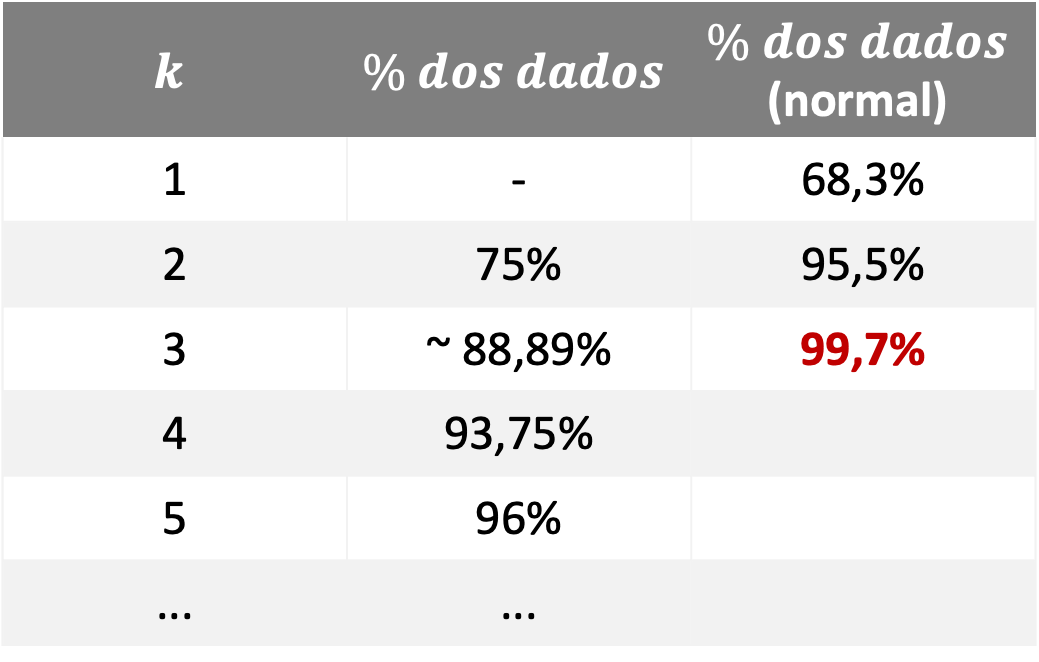 k % dos dados % dos dados
(normal)
1 - 68,3%
2 75% 95,5%
3 ~ 88,89% 99,7%
4 93,75%
5 96%
... ...